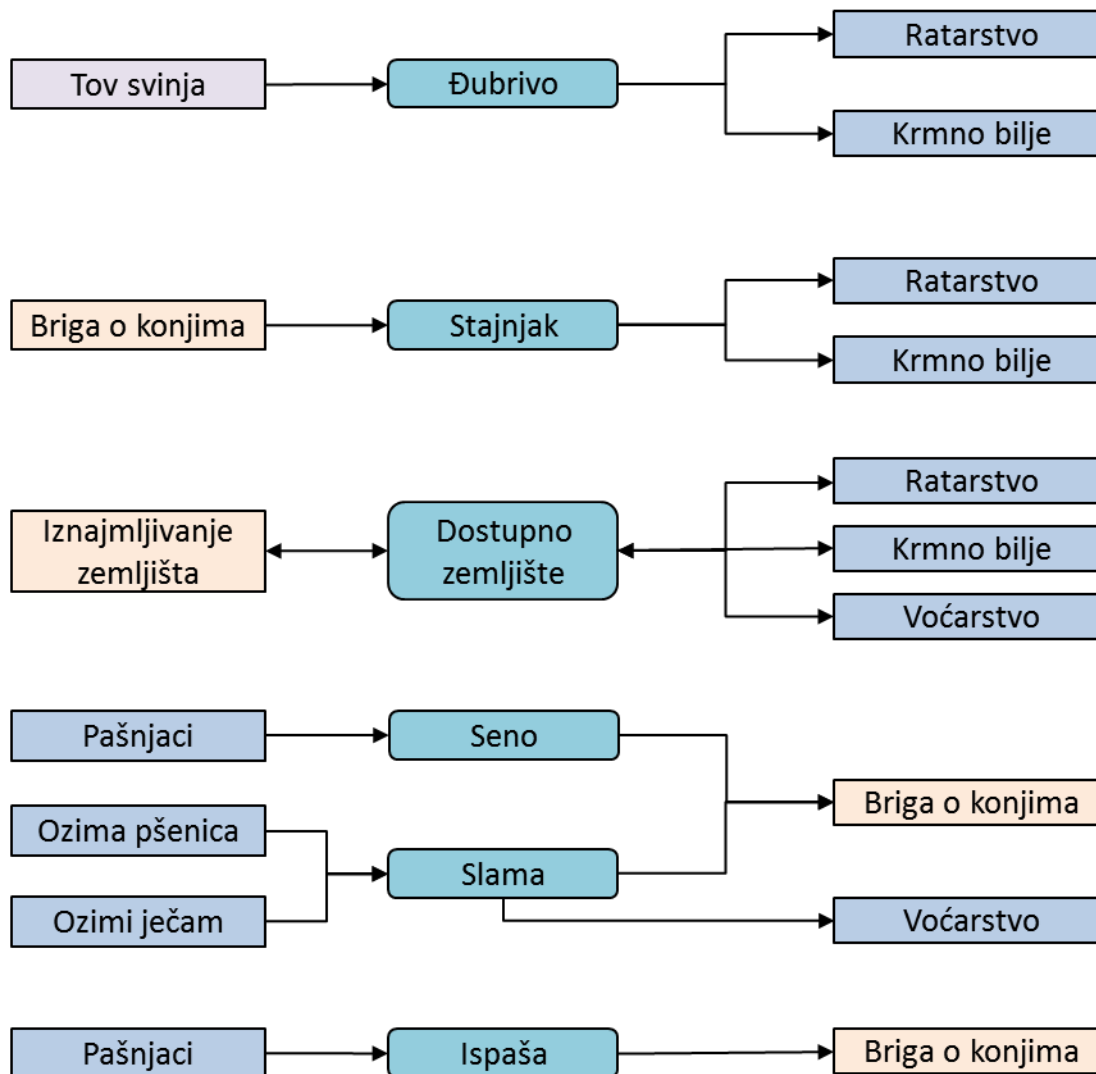 Tov svinja
Đubrivo
Ratarstvo
Krmno bilje
Briga o konjima
Stajnjak
Ratarstvo
Krmno bilje
Iznajmljivanje
zemljišta
Dostupno
zemljište
Ratarstvo
Krmno bilje
Voćarstvo
Pašnjaci
Seno
Briga o konjima
Ozima pšenica
Ozimi ječam
Slama
Voćarstvo
Pašnjaci
Ispaša
Briga o konjima